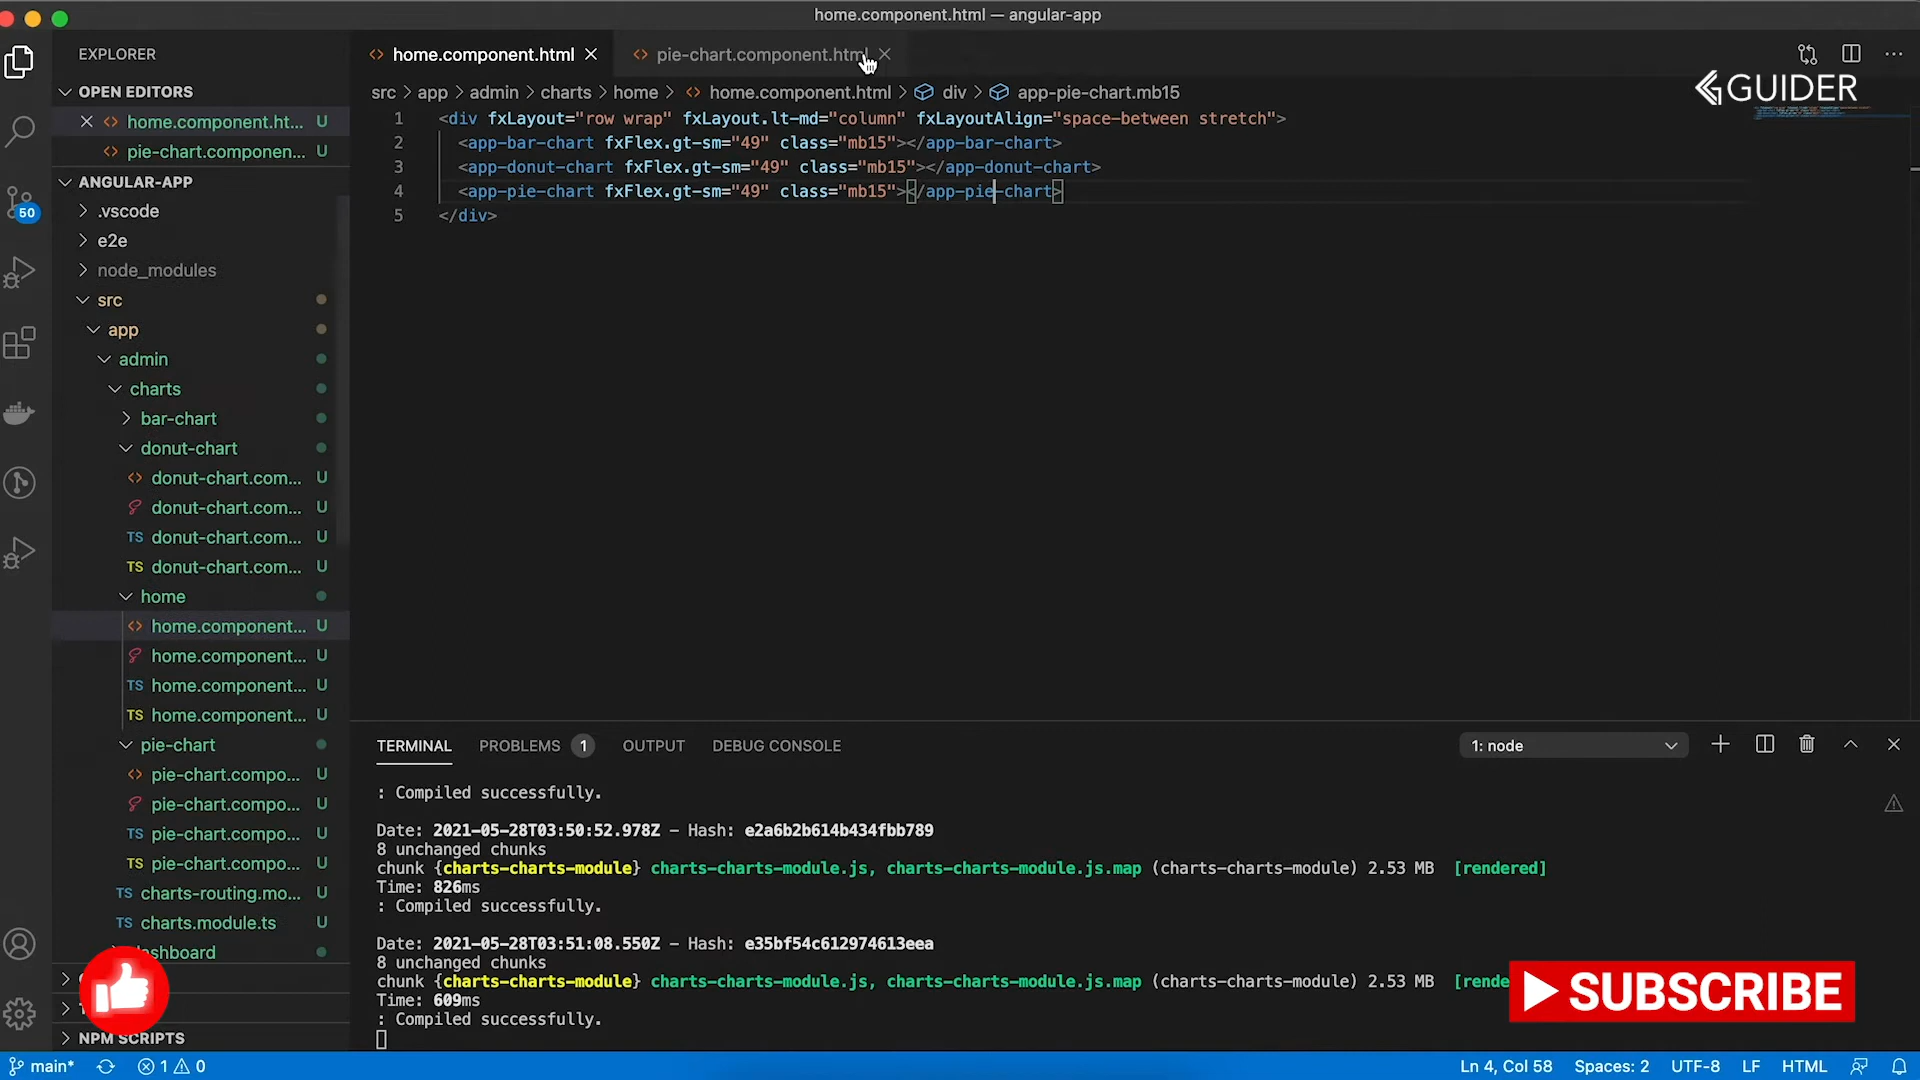 home.component.html — angular-app
EXPLORER
home.component.html
pie-chart.component.html
GUIDER
OPEN EDITORS
src > app > admin > charts > home > home.component.html > div > app-pie-chart.mb15
home.component.ht... U
pie-chart.componen... U
1 <div fxLayout="row wrap" fxLayout.lt-md="column" fxLayoutAlign="space-between stretch">
2 <app-bar-chart fxFlex.gt-sm="49" class="mb15"></app-bar-chart>
3 <app-donut-chart fxFlex.gt-sm="49" class="mb15"></app-donut-chart>
4 <app-pie-chart fxFlex.gt-sm="49" class="mb15"></app-pie-chart>
5 </div>
ANGULAR-APP
.vscode
50
e2e
node_modules
src
app
admin
charts
bar-chart
donut-chart
donut-chart.com... U
donut-chart.com... U
TS donut-chart.com... U
TS donut-chart.com... U
home
home.component... U
home.component... U
TS home.component... U
TS home.component... U
pie-chart
pie-chart.compo... U
pie-chart.compo... U
TS pie-chart.compo... U
TS pie-chart.compo... U
TS charts-routing.mo... U
TS charts.module.ts U
ashboard
NPM SCRIPTS
TERMINAL PROBLEMS 1 OUTPUT DEBUG CONSOLE
1: node
: Compiled successfully.
Date: 2021-05-28T03:50:52.978Z - Hash: e2a6b2b614b434fbb789
8 unchanged chunks
chunk {charts-charts-module} charts-charts-module.js, charts-charts-module.js.map (charts-charts-module) 2.53 MB [rendered]
Time: 826ms
: Compiled successfully.
Date: 2021-05-28T03:51:08.550Z - Hash: e35bf54c612974613eea
8 unchanged chunks
chunk {charts-charts-module} charts-charts-module.js, charts-charts-module.js.map (charts-charts-module) 2.53 MB [rende
Time: 609ms
: Compiled successfully.
SUBSCRIBE
main* 1 0
Ln 4, Col 58 Spaces: 2 UTF-8 LF HTML